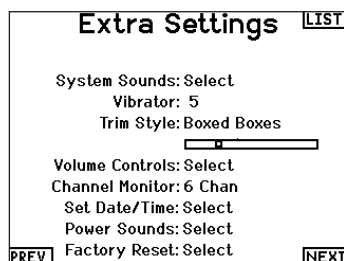 Extra Settings
LIST
System Sounds: Select
Vibrator: 5
Trim Style: Boxed Boxes
Volume Controls: Select
Channel Monitor: 6 Chan
Set Date/Time: Select
Power Sounds: Select
Factory Reset: Select
PREV
NEXT